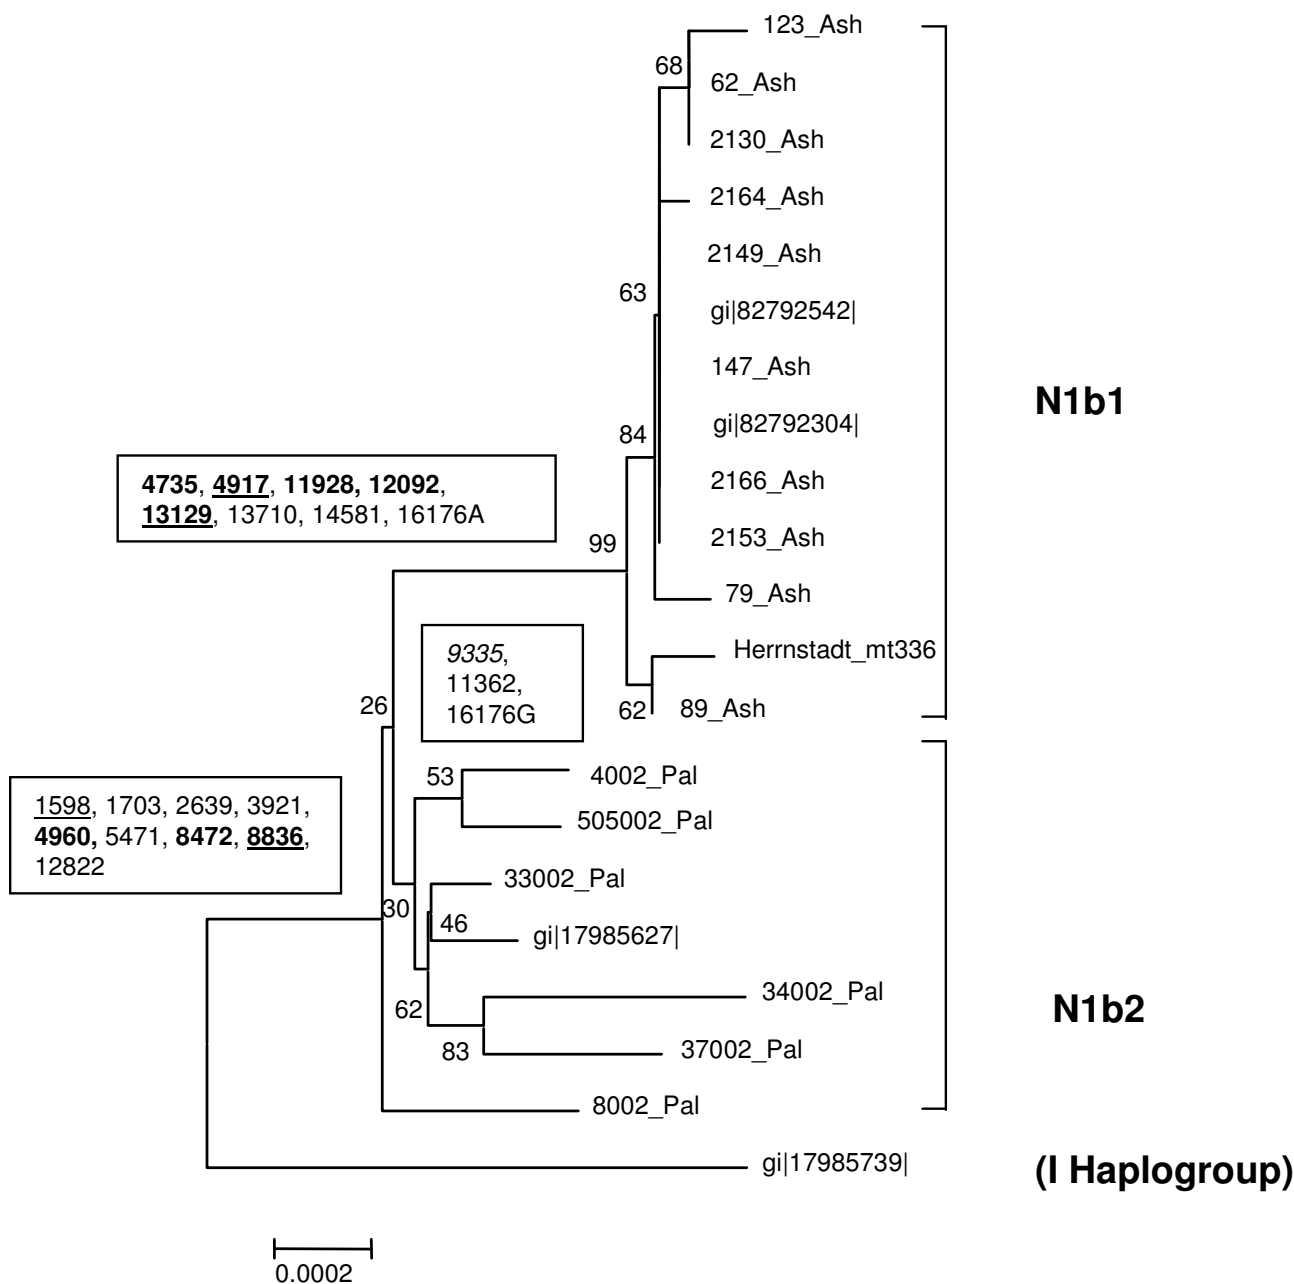 123_Ash
68
62_Ash
2130_Ash
2164_Ash
2149_Ash
63
gi|82792542|
147_Ash
N1b1
gi|82792304|
84
4735, 4917, 11928, 12092,
13129, 13710, 14581, 16176A
2166_Ash
2153_Ash
99
79_Ash
9335,
11362,
16176G
Herrnstadt_mt336
26
62
89_Ash
53
4002_Pal
1598, 1703, 2639, 3921,
4960, 5471, 8472, 8836,
12822
505002_Pal
33002_Pal
30
46
gi|17985627|
34002_Pal
62
N1b2
83
37002_Pal
8002_Pal
gi|17985739|
(I Haplogroup)
0.0002